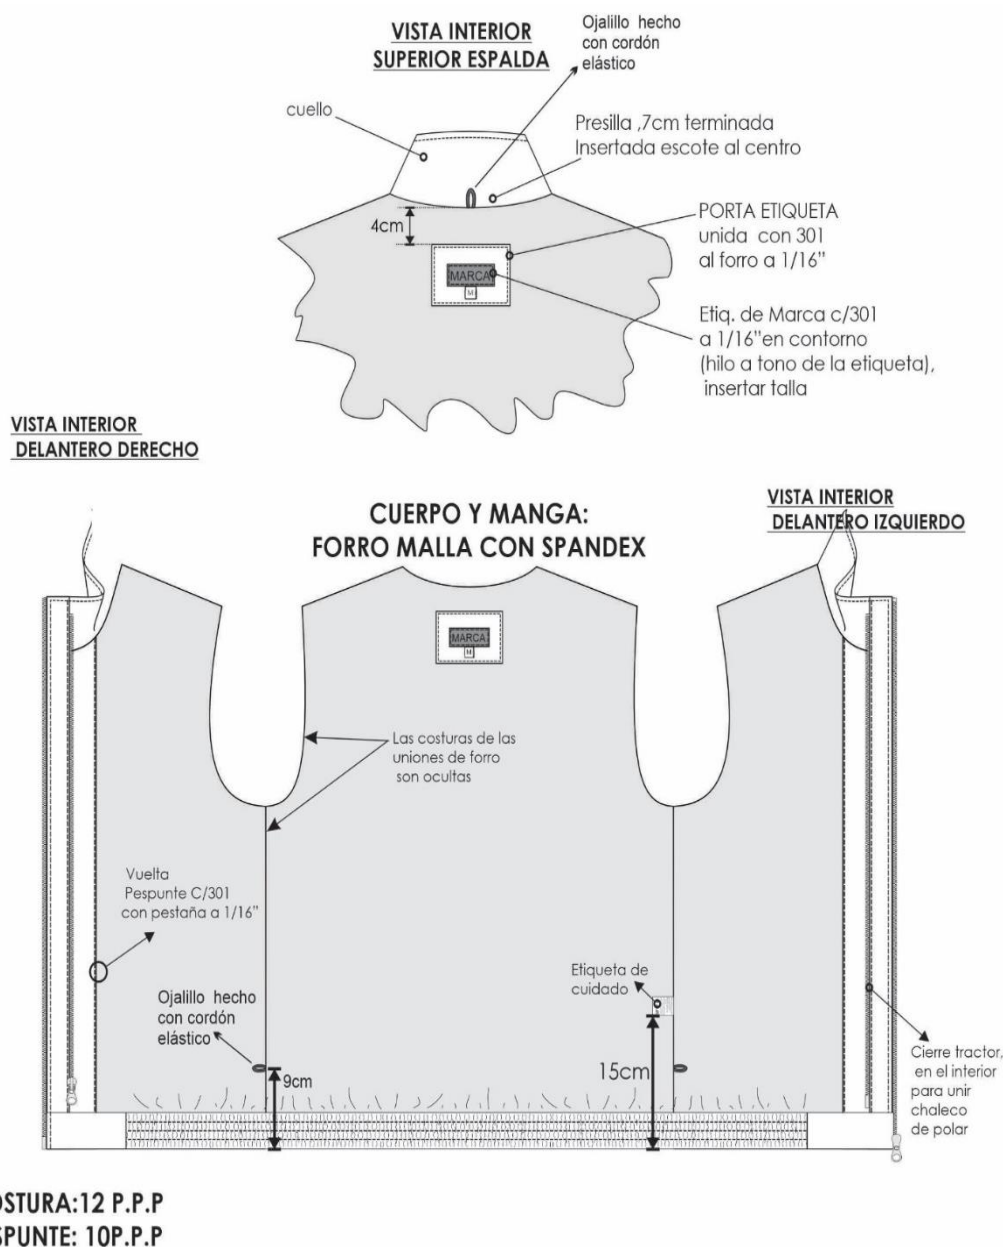 VISTA INTERIOR
SUPERIOR ESPALDA
Ojalillo hecho
con cordón
elástico
cuello
Presilla ,7cm terminada
Insertada escote al centro
4cm
PORTA ETIQUETA
unida con 301
al forro a 1/16"
MARCA
M
Etiq. de Marca c/301
a 1/16"en contorno
(hilo a tono de la etiqueta),
insertar talla
VISTA INTERIOR
DELANTERO DERECHO
CUERPO Y MANGA:
FORRO MALLA CON SPANDEX
VISTA INTERIOR
DELANTERO IZQUIERDO
MARCA
M
Las costuras de las
uniones de forro
son ocultas
Vuelta
Pespunte C/301
con pestaña a 1/16"
Ojalillo hecho
con cordón
elástico
9cm
Etiqueta de
cuidado
15cm
Cierre tractor,
en el interior
para unir
chaleco
de polar
OSTURA:12 P.P.P
SPUNTE: 10P.P.P